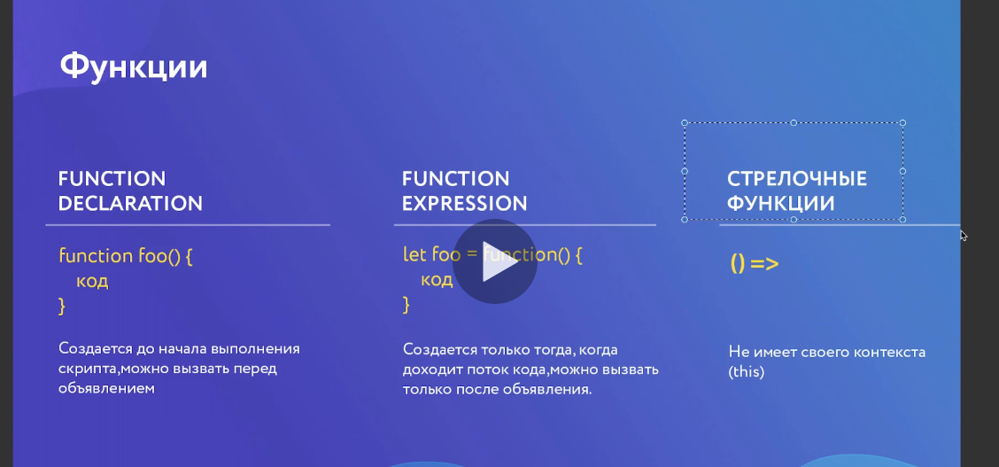 Функции
FUNCTION
DECLARATION
function foo() {
код
}
Создается до начала выполнения
скрипта,можно вызвать перед
объявлением
FUNCTION
EXPRESSION
let foo = function() {
код
}
Создается только тогда, когда
доходит поток кода,можно вызвать
только после объявления.
СТРЕЛОЧНЫЕ
ФУНКЦИИ
() =>
Не имеет своего контекста
(this)